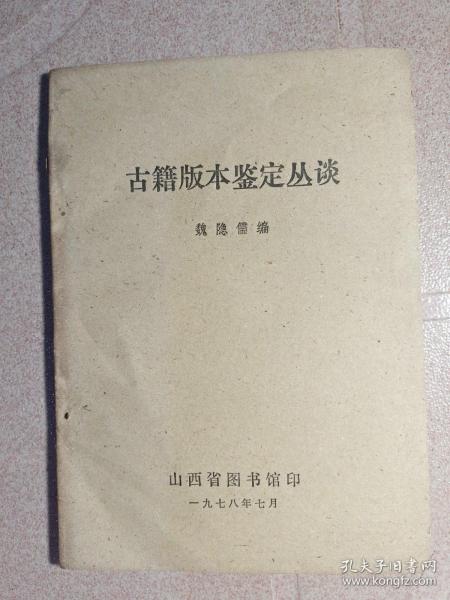 古籍版本鉴定丛谈
魏隐儒编
山西省图书馆印
一九七八年七月
孔夫子旧书网
www.kongfz.com